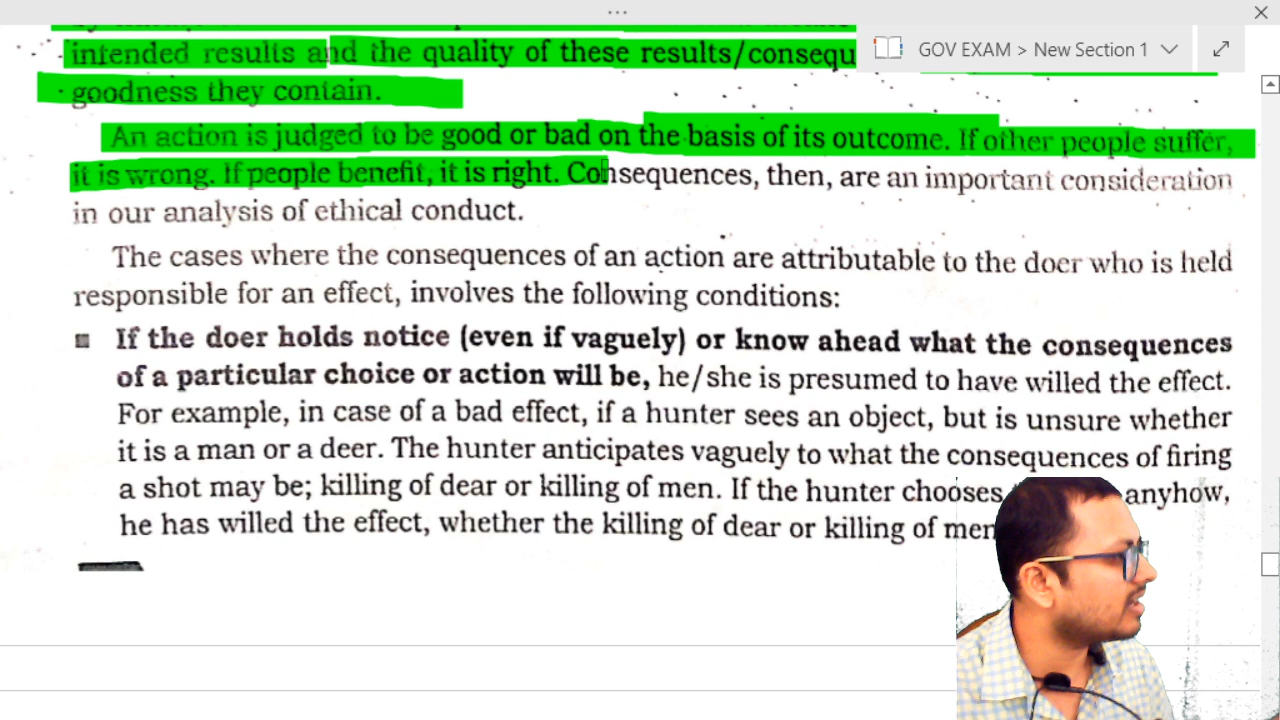 GOV EXAM > New Section 1
intended results and the quality of these results/consequ
goodness they contain.
An action is judged to be good or bad on the basis of its outcome. If other people suffer,
it is wrong. If people benefit, it is right. Consequences, then, are an important consideration
in our analysis of ethical conduct.
The cases where the consequences of an action are attributable to the doer who is held
responsible for an effect, involves the following conditions:
■ If the doer holds notice (even if vaguely) or know ahead what the consequences
of a particular choice or action will be, he/she is presumed to have willed the effect.
For example, in case of a bad effect, if a hunter sees an object, but is unsure whether
it is a man or a deer. The hunter anticipates vaguely to what the consequences of firing
a shot may be; killing of dear or killing of men. If the hunter chooses anyhow,
he has willed the effect, whether the killing of dear or killing of men